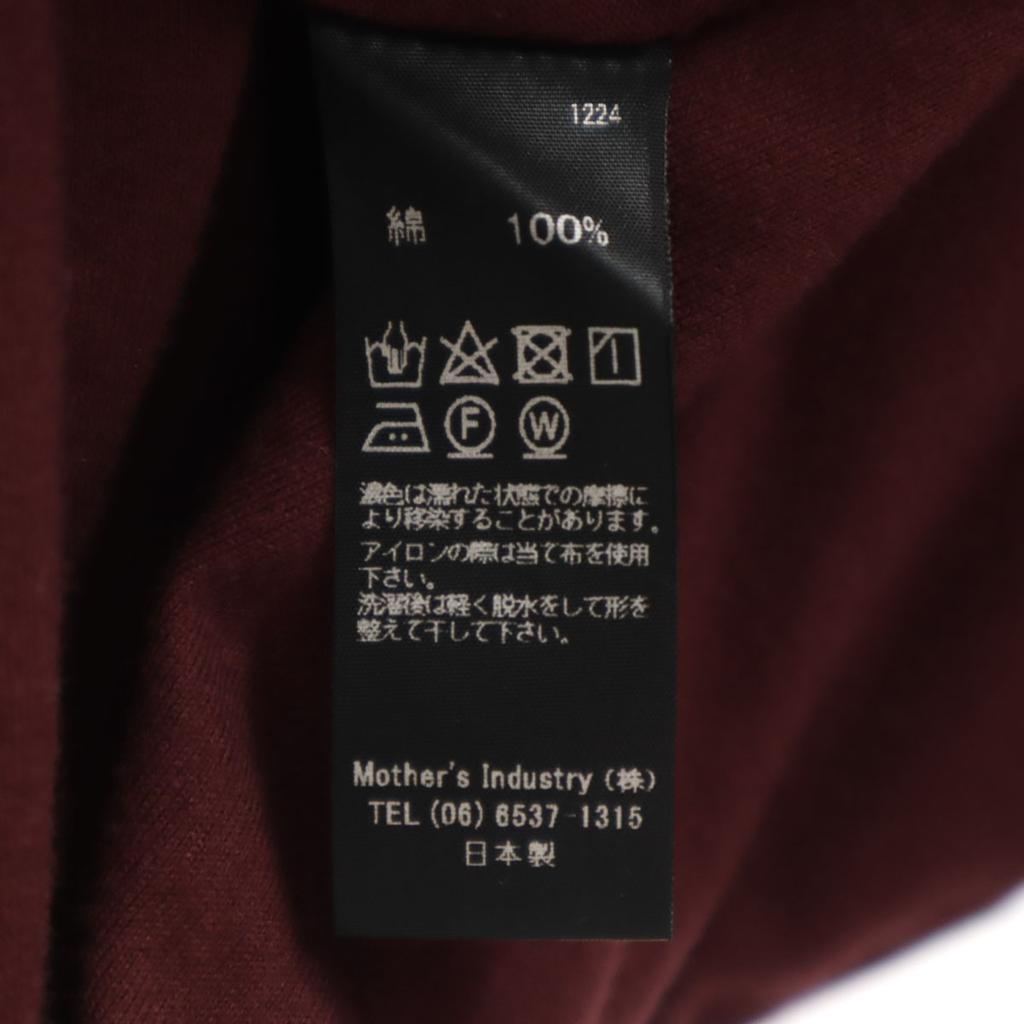 1224
綿 100%
F W
濃色は濡れた状態での摩擦に
より移染することがあります。
アイロンの際は当て布を使用
下さい。
洗濯後は軽く脱水をして形を
整えて干して下さい。
Mother's Industry (株)
TEL (06) 6537-1315
日本製